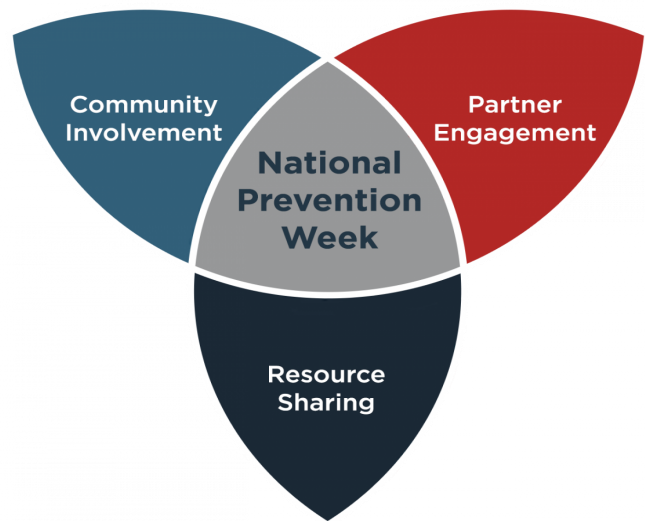 Community
Involvement
Partner
Engagement
National
Prevention
Week
Resource
Sharing